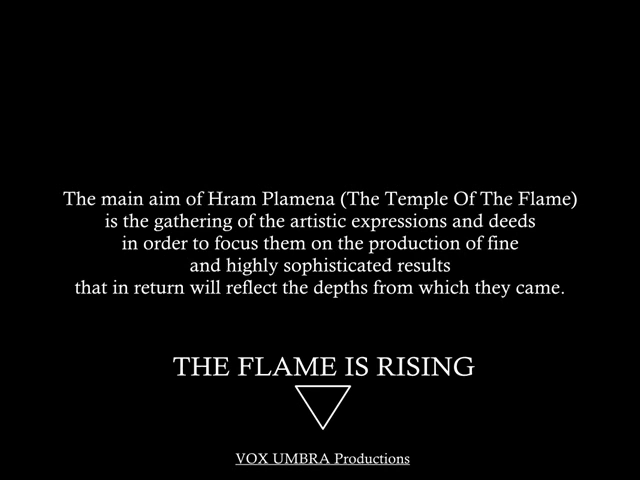 The main aim of Hram Plamena (The Temple Of The Flame)
is the gathering of the artistic expressions and deeds
in order to focus them on the production of fine
and highly sophisticated results
that in return will reflect the depths from which they came.
THE FLAME IS RISING
VOX UMBRA Productions